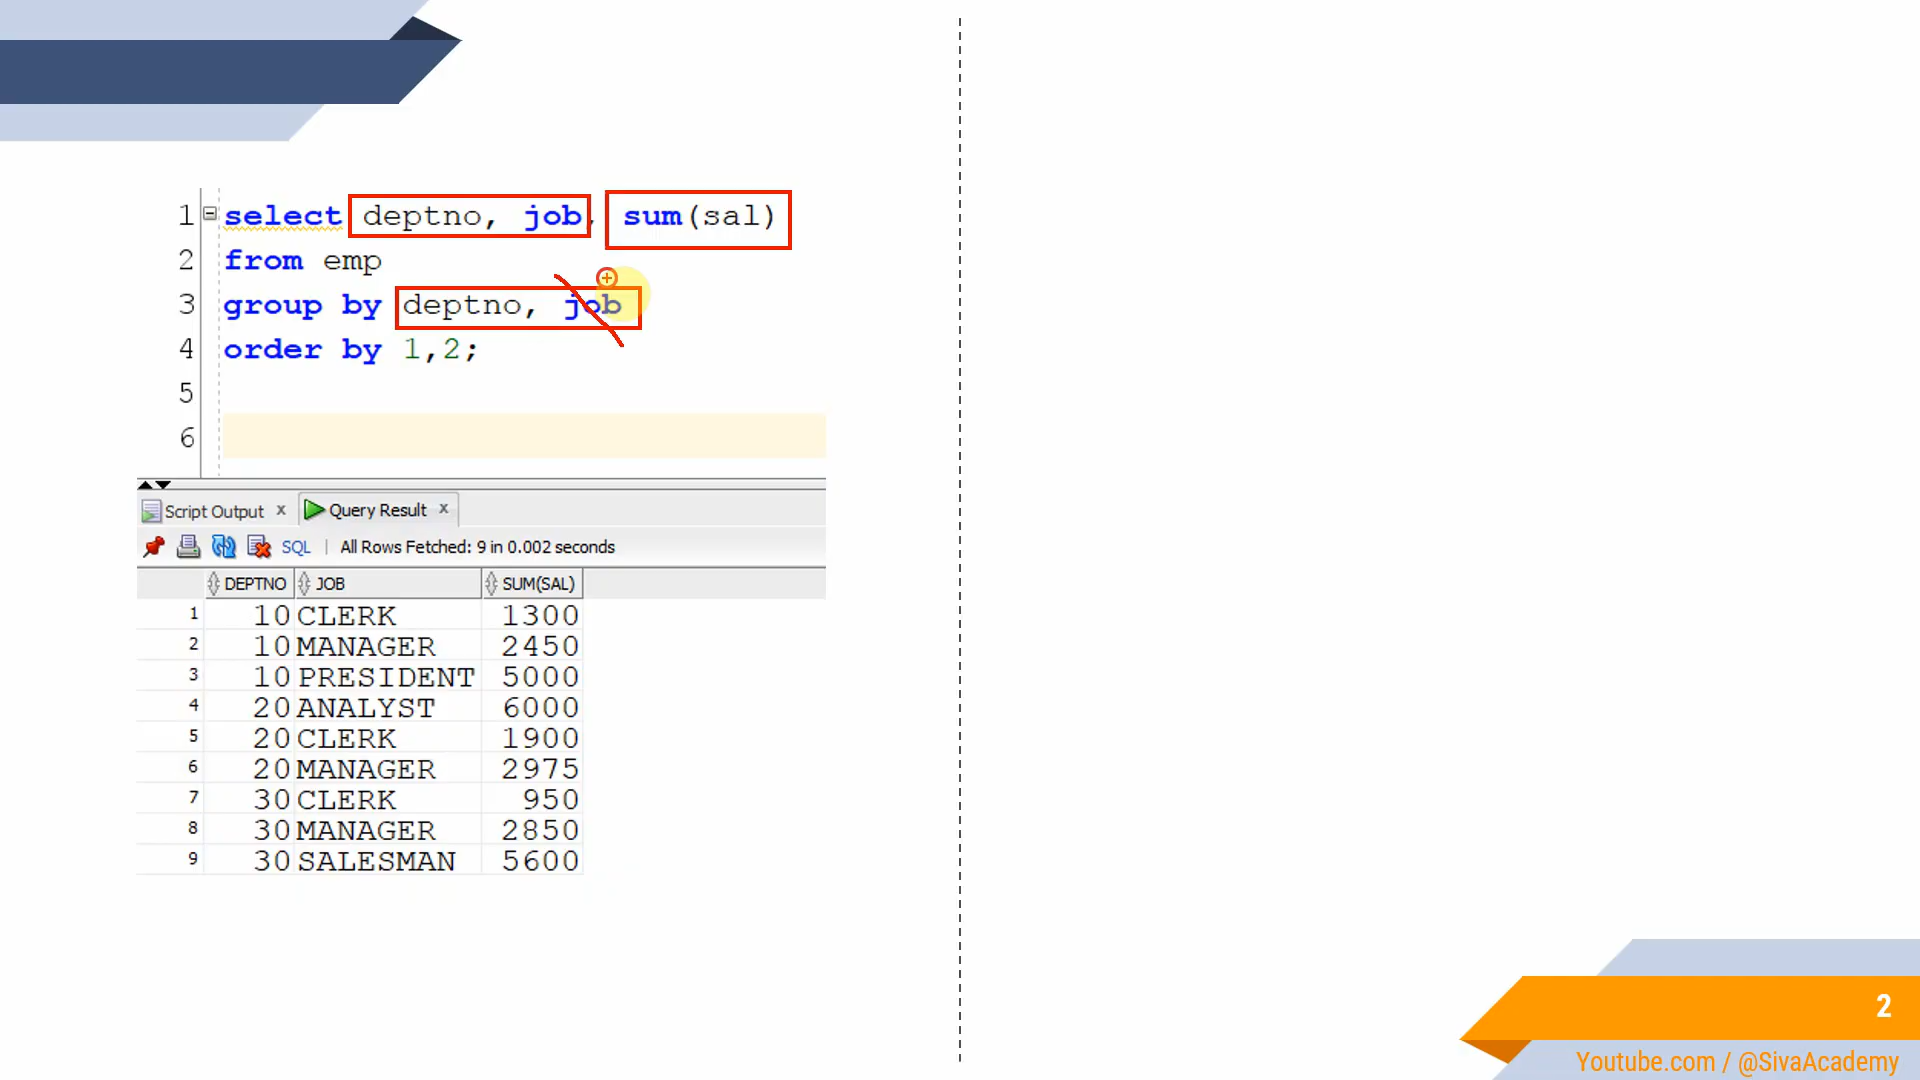 1 select deptno, job, sum(sal)
2 from emp
3 group by deptno, job
4 order by 1,2;
5
6
Script Output x Query Result x
SQL | All Rows Fetched: 9 in 0.002 seconds
DEPTNO JOB SUM(SAL)
1 10 CLERK 1300
2 10 MANAGER 2450
3 10 PRESIDENT 5000
4 20 ANALYST 6000
5 20 CLERK 1900
6 20 MANAGER 2975
7 30 CLERK 950
8 30 MANAGER 2850
9 30 SALESMAN 5600
2
Youtube.com / @SivaAcademy